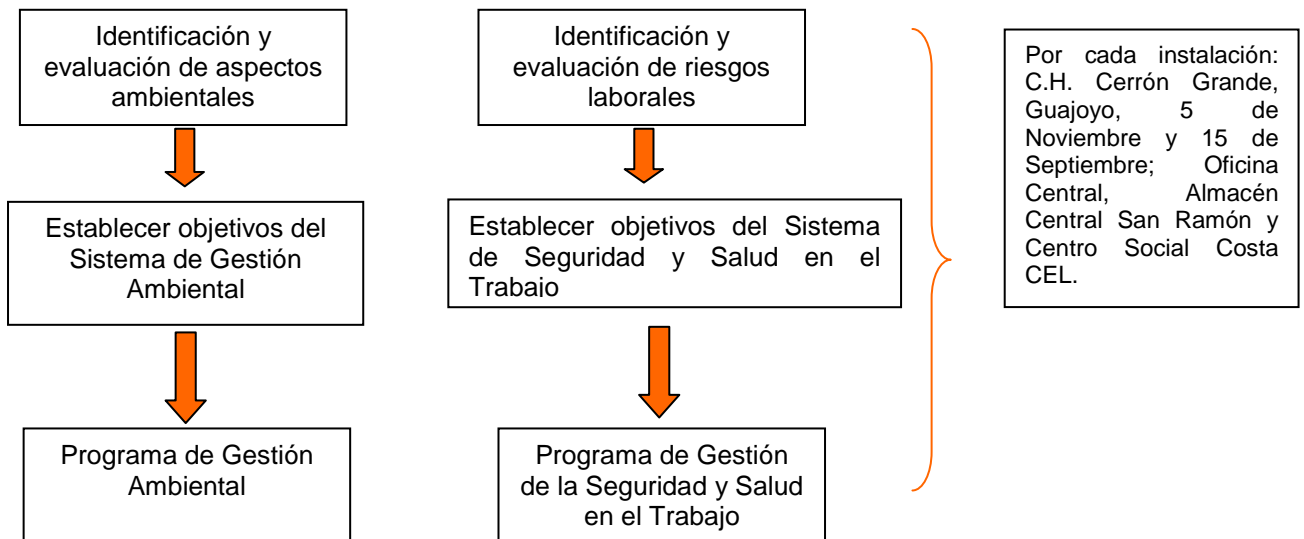 Identificación y
evaluación de aspectos
ambientales
Identificación y
evaluación de riesgos
laborales
Por cada instalación:
C.H. Cerrón Grande,
Guajoyo, 5 de
Noviembre y 15 de
Septiembre; Oficina
Central, Almacén
Central San Ramón y
Centro Social Costa
CEL.
Establecer objetivos del
Sistema de Gestión
Ambiental
Establecer objetivos del Sistema
de Seguridad y Salud en el
Trabajo
Programa de Gestión
Ambiental
Programa de Gestión
de la Seguridad y Salud
en el Trabajo